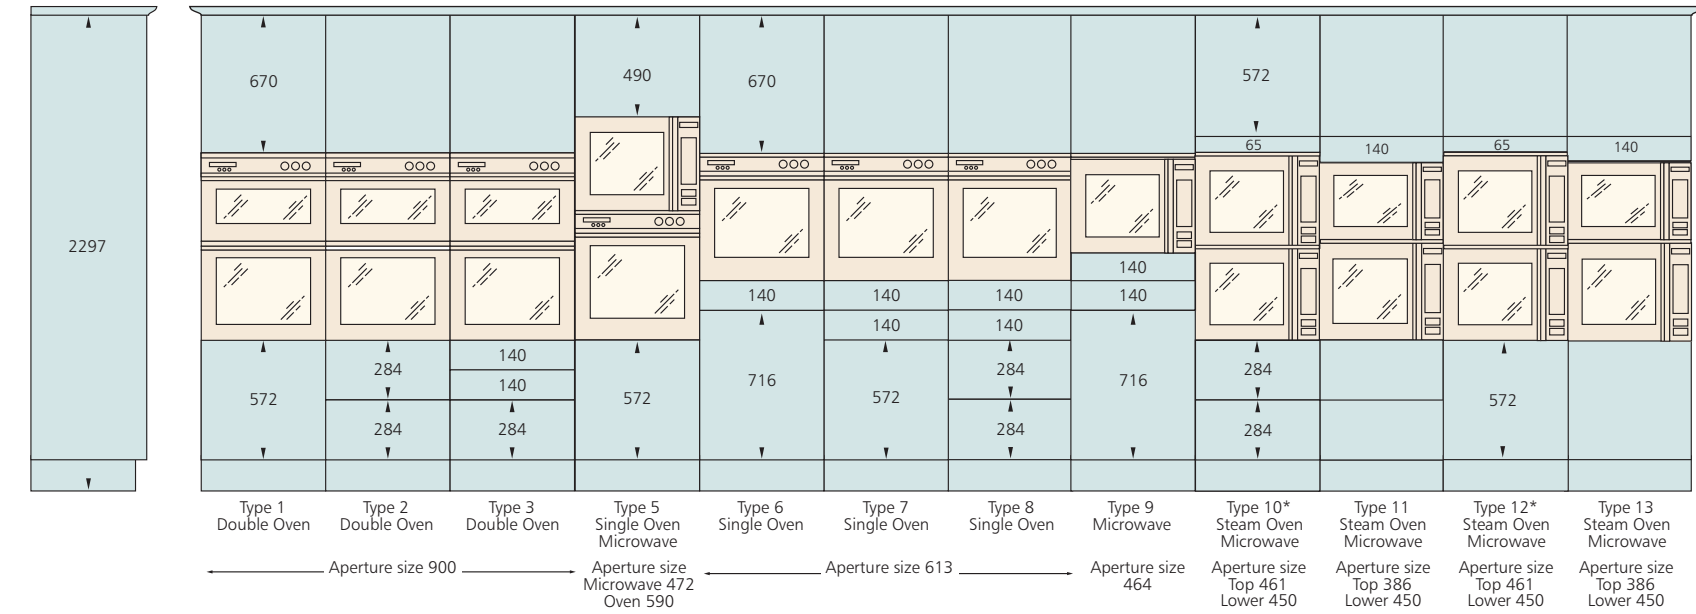 670
490
670
572
65
140
65
140
2297
140
140
140
140
140
140
140
284
140
140
572
284
284
284
572
716
572
284
284
716
284
284
572
Type 1
Double Oven
Type 2
Double Oven
Type 3
Double Oven
Type 5
Single Oven
Microwave
Type 6
Single Oven
Type 7
Single Oven
Type 8
Single Oven
Type 9
Microwave
Type 10*
Steam Oven
Microwave
Type 11
Steam Oven
Microwave
Type 12*
Steam Oven
Microwave
Type 13
Steam Oven
Microwave
Aperture size 900
Aperture size
Microwave 472
Oven 590
Aperture size 613
Aperture size
464
Aperture size
Top 461
Lower 450
Aperture size
Top 386
Lower 450
Aperture size
Top 461
Lower 450
Aperture size
Top 386
Lower 450